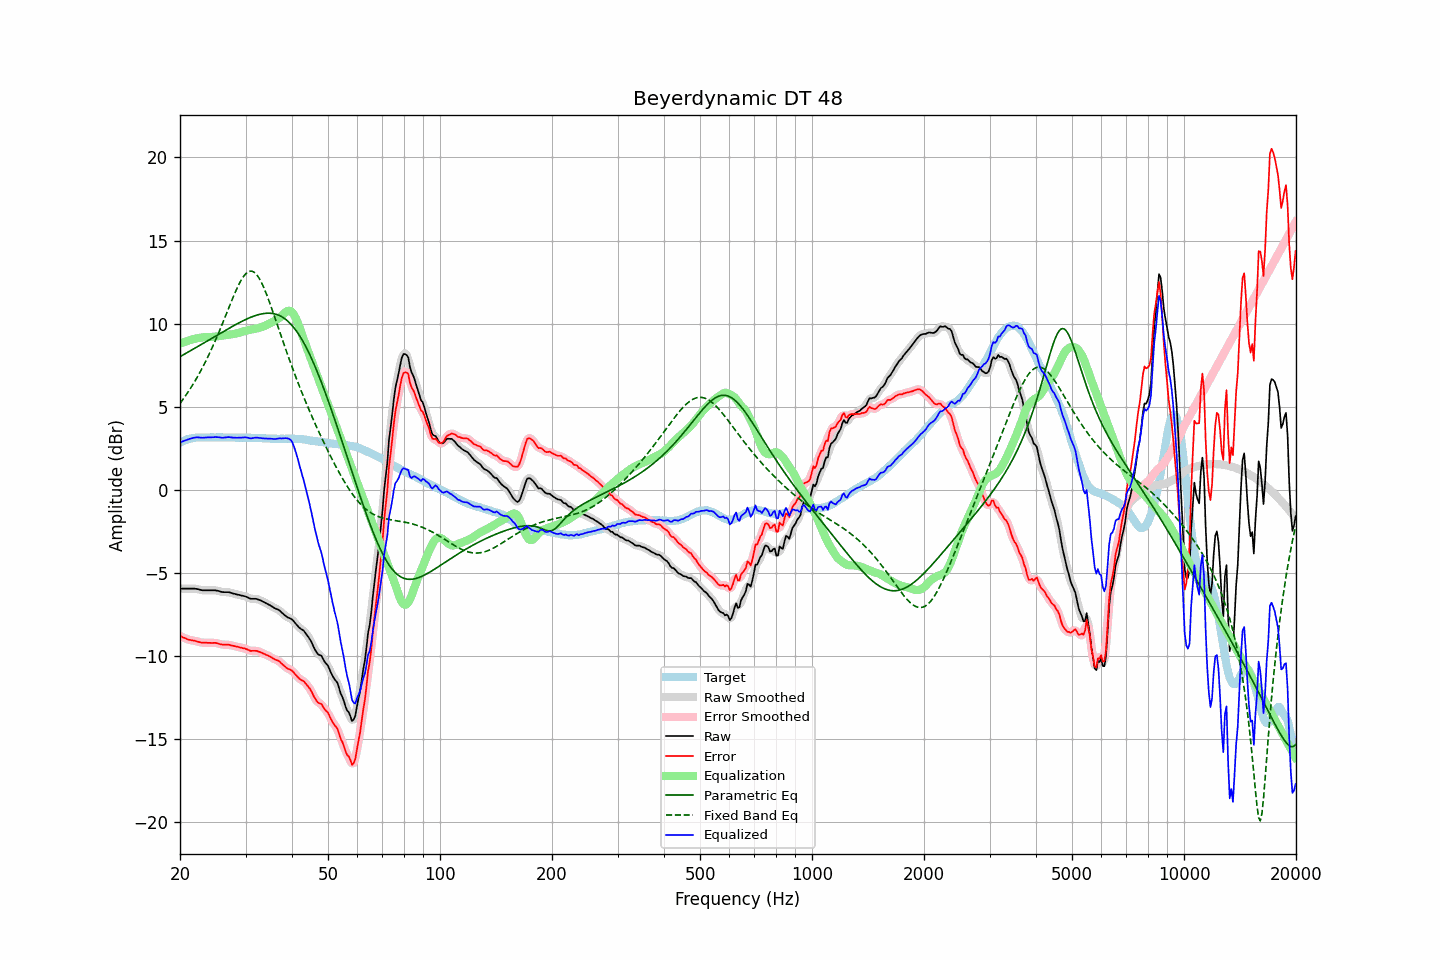 Beyerdynamic DT 48
Amplitude (dBr)
20
15
10
5
0
−5
−10
−15
−20
Target
Raw Smoothed
Error Smoothed
Raw
Error
Equalization
Parametric Eq
Fixed Band Eq
Equalized
20 50 100 200 500 1000 2000 5000 10000 20000
Frequency (Hz)